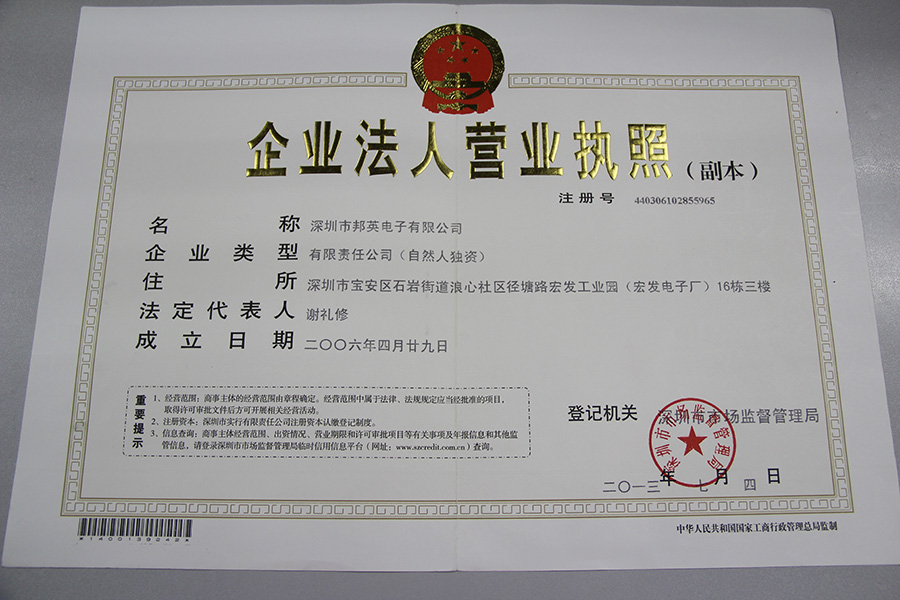 企业法人营业执照（副本）
注册号 440306102855965
名称 深圳市邦英电子有限公司
企业类型 有限责任公司（自然人独资）
住所 深圳市宝安区石岩街道浪心社区径塘路宏发工业园（宏发电子厂）16栋三楼
法定代表人 谢礼修
成立日期 二〇〇六年四月廿九日
重要提示
1、经营范围：商事主体的经营范围由章程确定。经营范围中属于法律、法规规定应当经批准的项目，
取得许可审批文件后方可开展相关经营活动。
2、注册资本：深圳市实行有限责任公司注册资本认缴登记制度。
3、信息查询：商事主体经营范围、出资情况、营业期限和许可审批项目等有关事项及年报信息和其他监
管信息，请登录深圳市市场监督管理局临时信用信息平台（网址：www.szcredit.com.cn）查询。
登记机关 深圳市市场监督管理局
深圳市市场监督管理局
二〇一三年七月四日
*1400139242*
中华人民共和国国家工商行政管理总局监制